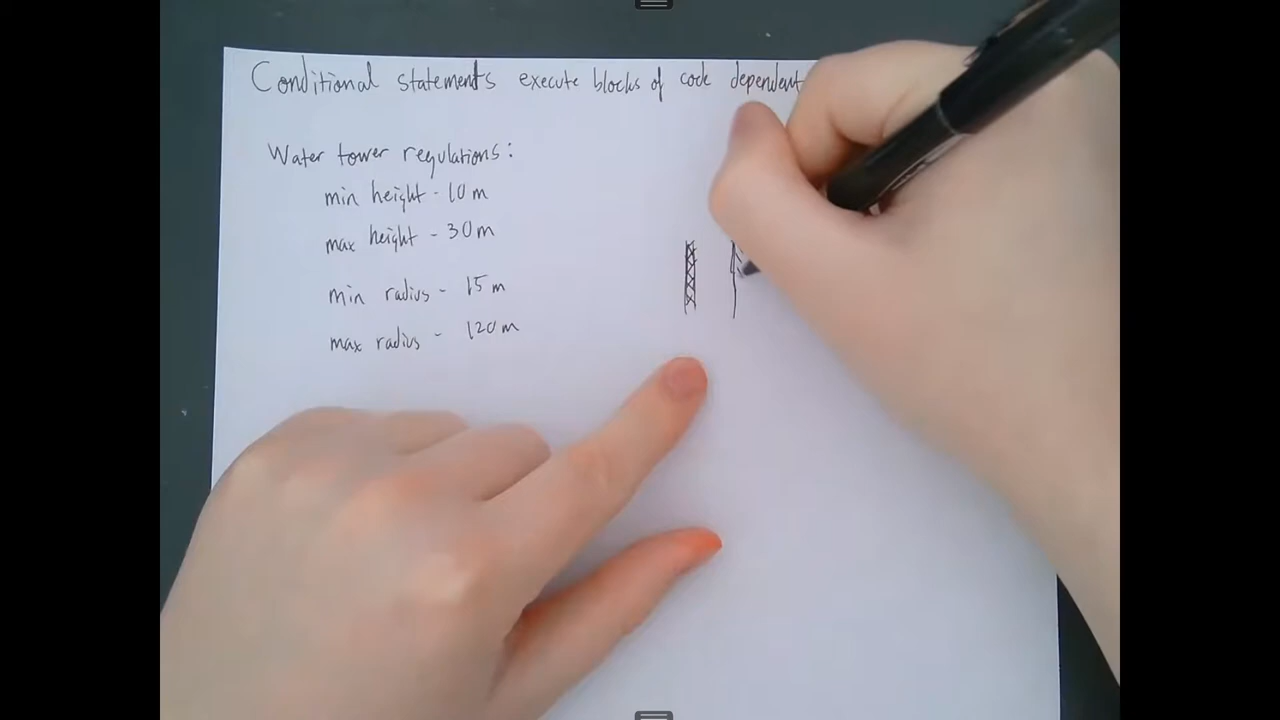 Conditional statements execute blocks of code dependent
Water tower regulations:
min height - 10 m
max height - 30 m
min radius - 15 m
max radius - 120 m